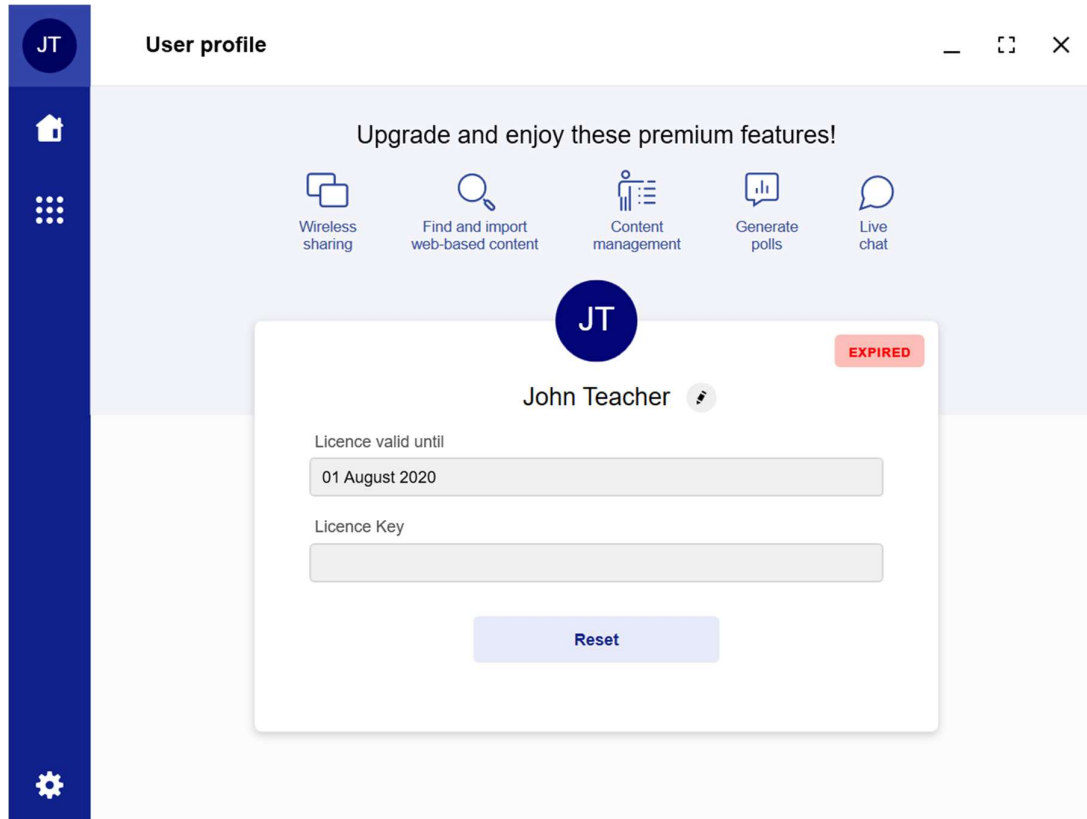 JT
User profile
Upgrade and enjoy these premium features!
Wireless
sharing
Find and import
web-based content
Content
management
Generate
polls
Live
chat
JT
EXPIRED
John Teacher
Licence valid until
01 August 2020
Licence Key
Reset